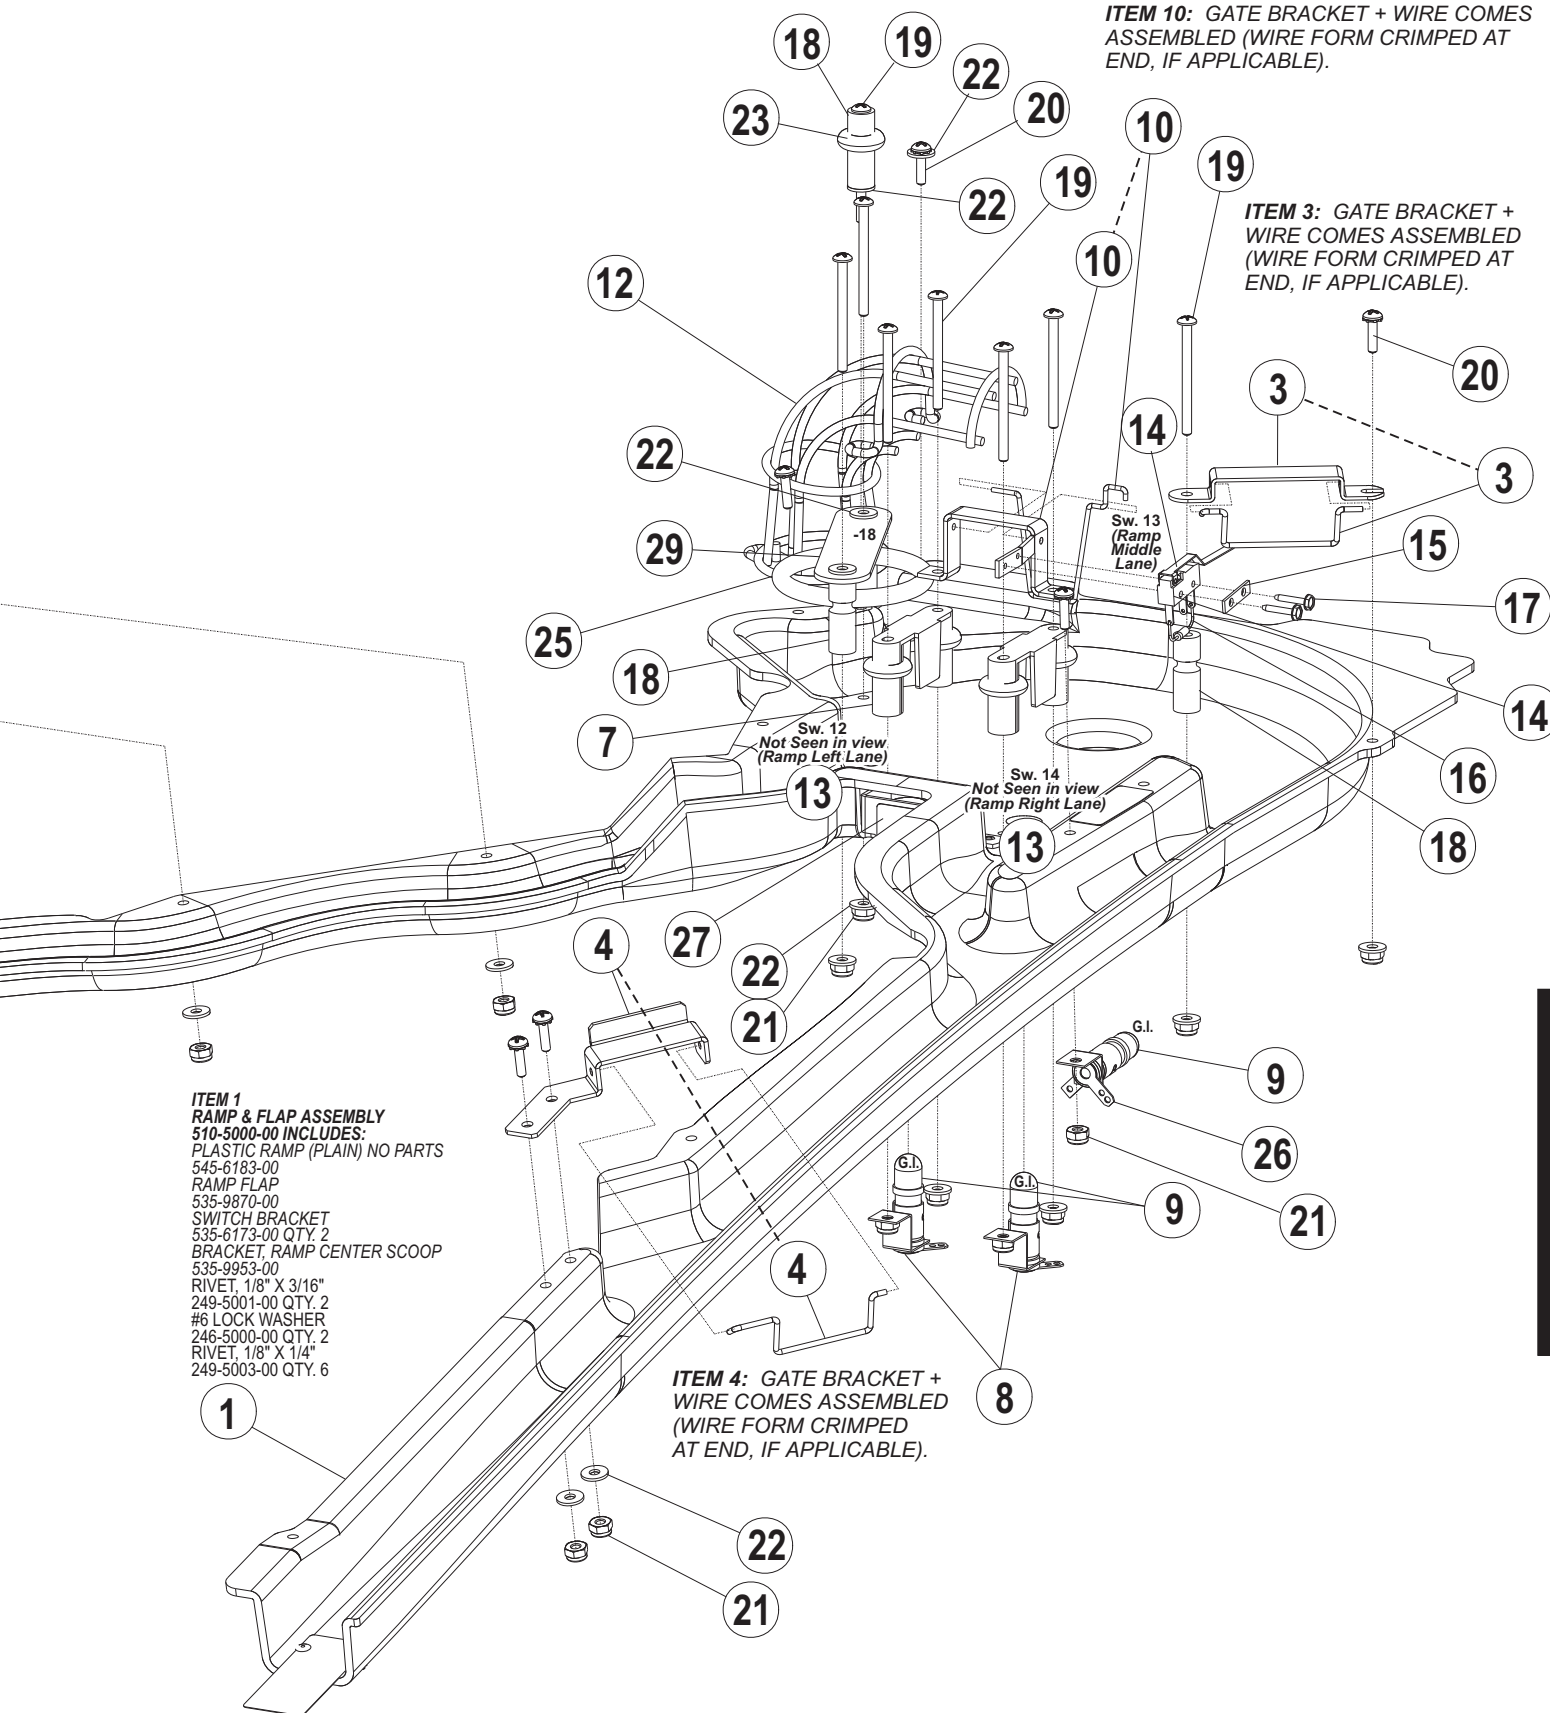 ITEM 10: GATE BRACKET + WIRE COMES
ASSEMBLED (WIRE FORM CRIMPED AT
END, IF APPLICABLE).
18
19
22
23
20
10
19
19
22
ITEM 3: GATE BRACKET +
WIRE COMES ASSEMBLED
(WIRE FORM CRIMPED AT
END, IF APPLICABLE).
10
12
20
3
14
22
3
Sw. 13
(Ramp
Middle
Lane)
-18
29
15
17
25
18
14
7
Sw. 12
Not Seen in view
(Ramp Left Lane)
13
Sw. 14
Not Seen in view
(Ramp Right Lane)
13
16
18
27
4
22
21
G.I.
9
26
21
ITEM 1
RAMP & FLAP ASSEMBLY
510-5000-00 INCLUDES:
PLASTIC RAMP (PLAIN) NO PARTS
545-6183-00
RAMP FLAP
535-9870-00
SWITCH BRACKET
535-6173-00 QTY. 2
BRACKET, RAMP CENTER SCOOP
535-9953-00
RIVET, 1/8" X 3/16"
249-5001-00 QTY. 2
#6 LOCK WASHER
246-5000-00 QTY. 2
RIVET, 1/8" X 1/4"
249-5003-00 QTY. 6
G.I.
G.I.
9
4
8
ITEM 4: GATE BRACKET +
WIRE COMES ASSEMBLED
(WIRE FORM CRIMPED
AT END, IF APPLICABLE).
1
22
21